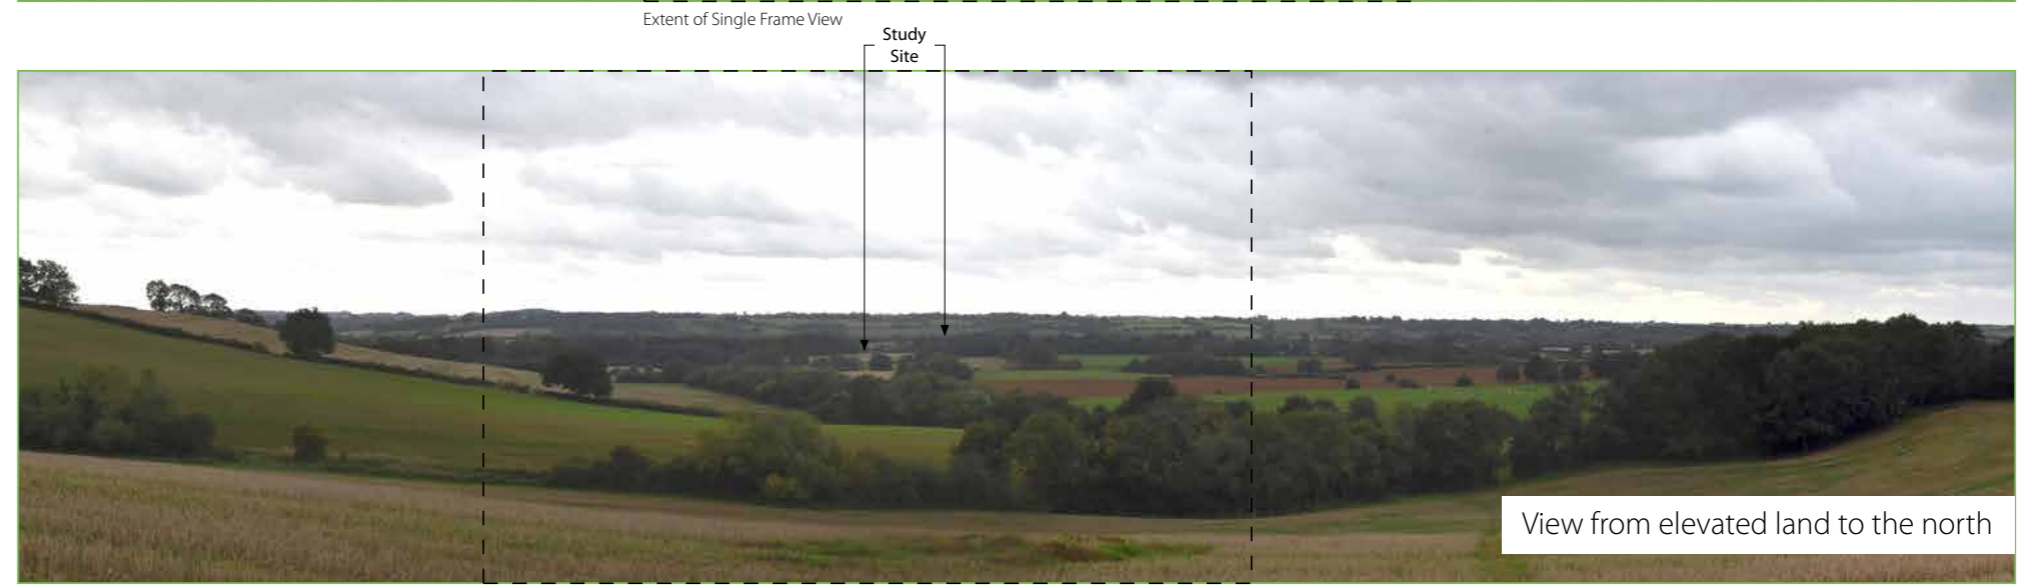 Extent of Single Frame View
Study
Site
View from elevated land to the north